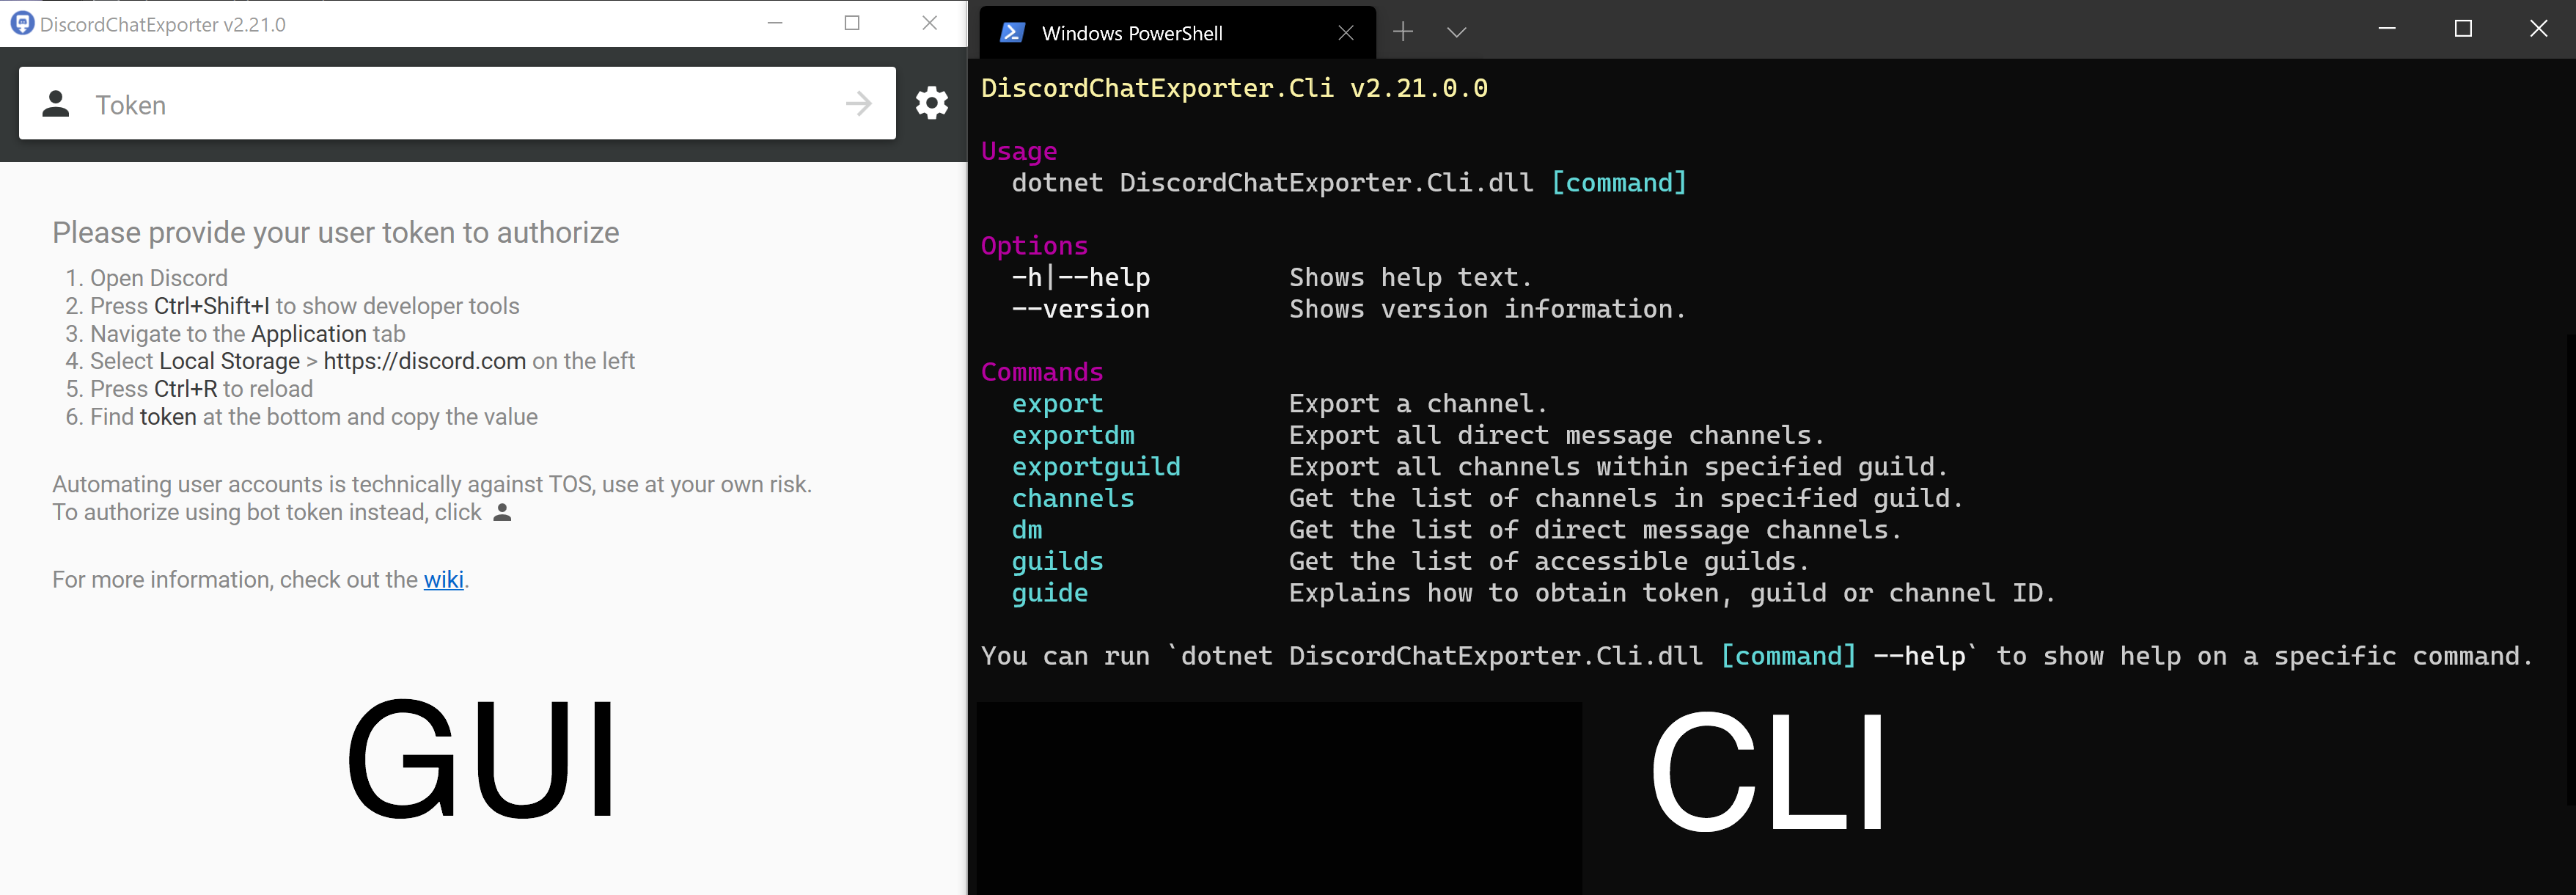 DiscordChatExporter v2.21.0
Token
Please provide your user token to authorize
1. Open Discord
2. Press Ctrl+Shift+I to show developer tools
3. Navigate to the Application tab
4. Select Local Storage > https://discord.com on the left
5. Press Ctrl+R to reload
6. Find token at the bottom and copy the value
Automating user accounts is technically against TOS, use at your own risk.
To authorize using bot token instead, click
For more information, check out the wiki.
GUI
Windows PowerShell
DiscordChatExporter.Cli v2.21.0.0
Usage
dotnet DiscordChatExporter.Cli.dll [command]
Options
-h|--help Shows help text.
--version Shows version information.
Commands
export Export a channel.
exportdm Export all direct message channels.
exportguild Export all channels within specified guild.
channels Get the list of channels in specified guild.
dm Get the list of direct message channels.
guilds Get the list of accessible guilds.
guide Explains how to obtain token, guild or channel ID.
You can run `dotnet DiscordChatExporter.Cli.dll [command] --help` to show help on a specific command.
CLI